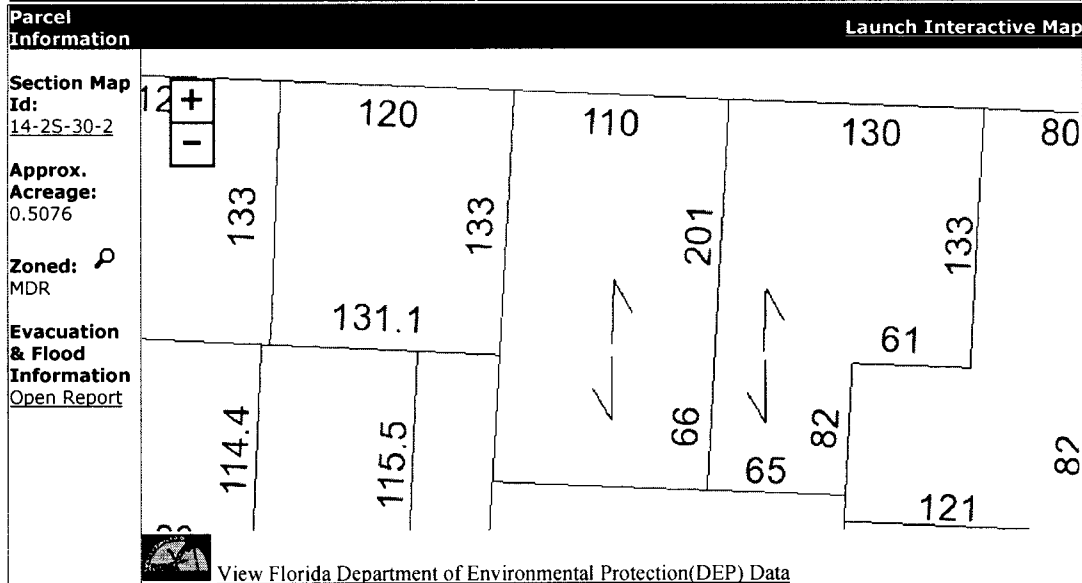 Parcel
Information
Launch Interactive Map
Section Map
Id:
14-2S-30-2
Approx.
Acreage:
0.5076
Zoned:
MDR
Evacuation
& Flood
Information
Open Report
12
+
-
120
110
130
80
133
133
201
133
131.1
61
114.4
115.5
66
82
82
65
121
View Florida Department of Environmental Protection(DEP) Data